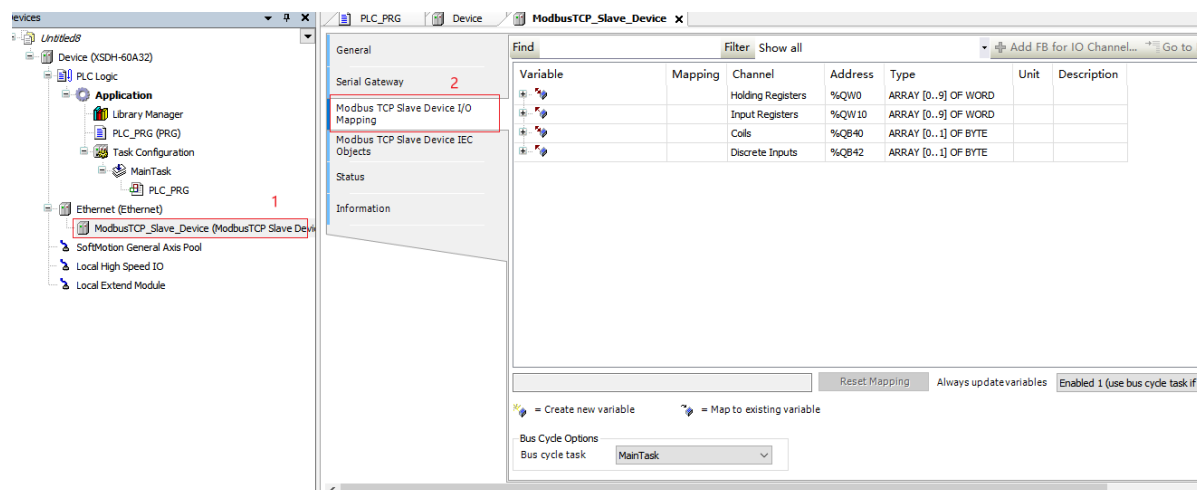 evices
PLC_PRG
Device
ModbusTCP_Slave_Device
Untitled8
Device (XSDH-60A32)
PLC Logic
Application
Library Manager
PLC_PRG (PRG)
Task Configuration
MainTask
PLC_PRG
Ethernet (Ethernet)
1
ModbusTCP_Slave_Device (ModbusTCP Slave Devi
SoftMotion General Axis Pool
Local High Speed IO
Local Extend Module
General
Serial Gateway
2
Modbus TCP Slave Device I/O
Mapping
Modbus TCP Slave Device IEC
Objects
Status
Information
Find Filter Show all Add FB for IO Channel... Go to
Variable Mapping Channel Address Type Unit Description
Holding Registers %QW0 ARRAY [0..9] OF WORD
Input Registers %QW10 ARRAY [0..9] OF WORD
Coils %QB40 ARRAY [0..1] OF BYTE
Discrete Inputs %QB42 ARRAY [0..1] OF BYTE
Reset Mapping Always update variables Enabled 1 (use bus cycle task if
= Create new variable = Map to existing variable
Bus Cycle Options
Bus cycle task MainTask